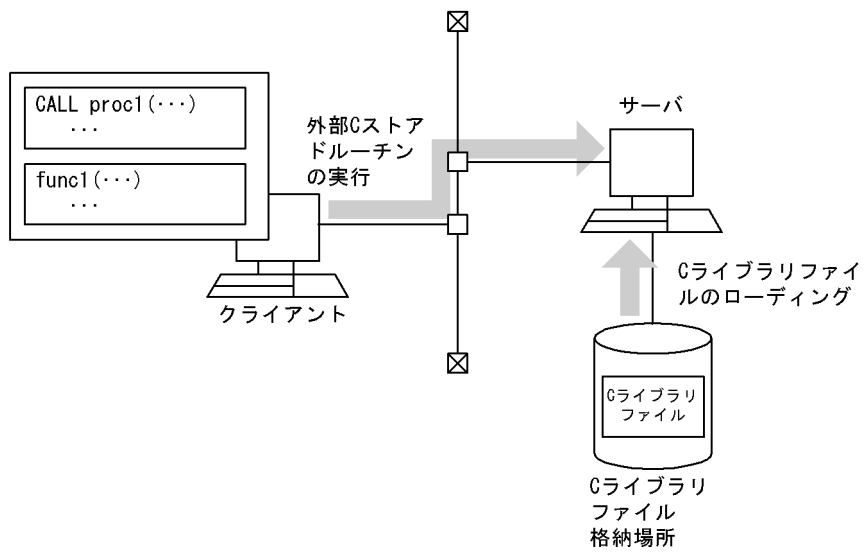 CALL proc1(···)
...
func1(···)
...
クライアント
外部Cストア
ドルーチン
の実行
サーバ
Cライブラリファイ
ルのローディング
Cライブラリ
ファイル
Cライブラリ
ファイル
格納場所